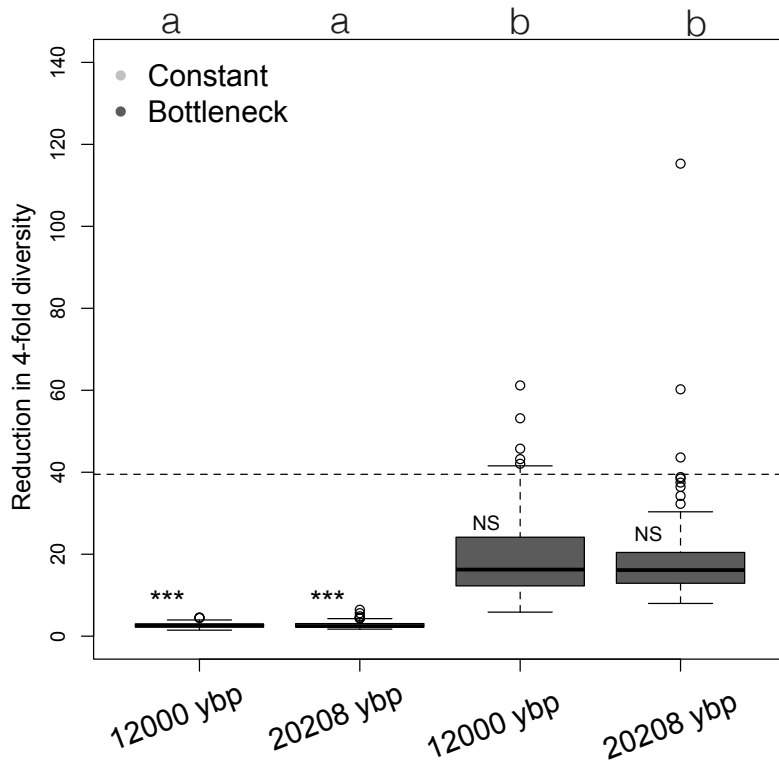 a a b b
Constant
Bottleneck
Reduction in 4-fold diversity
140
120
100
80
60
40
20
0
*** *** NS NS
12000 ybp 20208 ybp 12000 ybp 20208 ybp